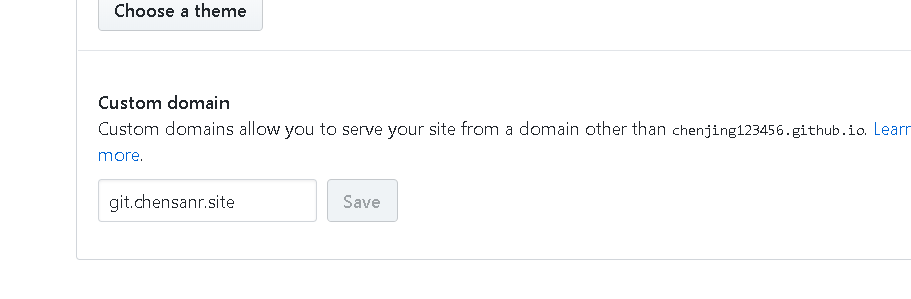 Choose a theme
Custom domain
Custom domains allow you to serve your site from a domain other than chenjing123456.github.io. Learn
more.
git.chensanr.site
Save